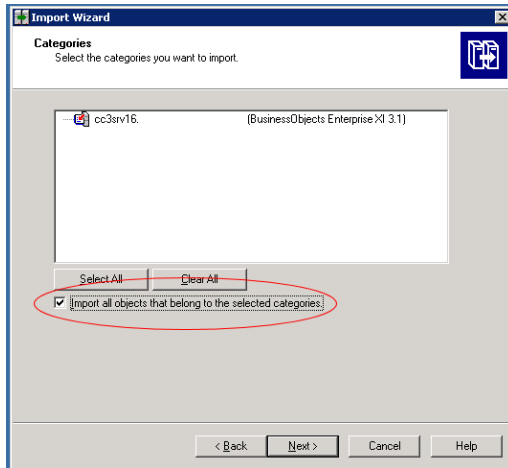 Import Wizard
Categories
Select the categories you want to import.
cc3srv16. (BusinessObjects Enterprise XI 3.1)
Select All Clear All
Import all objects that belong to the selected categories.
< Back Next > Cancel Help